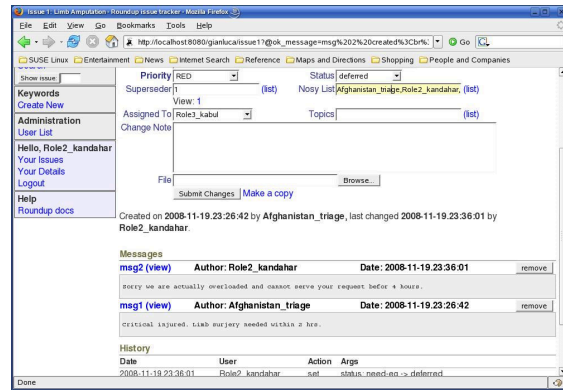 Issue 1: Limb Amputation - Roundup issue tracker - Mozilla Firefox
File Edit View Go Bookmarks Tools Help
http://localhost:8080/gianluca/issue1?@ok_message=msg%202%20created%3Cbr%: Go
SUSE Linux Entertainment News Internet Search Reference Maps and Directions Shopping People and Companies
Show issue:
Keywords
Create New
Administration
User List
Hello, Role2_kandahar
Your Issues
Your Details
Logout
Help
Roundup docs
Priority RED Status deferred
Superseder 1 (list) Nosy List Afghanistan_triage,Role2_kandahar, (list)
View: 1
Assigned To Role3_kabul Topics (list)
Change Note
File Browse...
Submit Changes Make a copy
Created on 2008-11-19.23:26:42 by Afghanistan_triage, last changed 2008-11-19.23:36:01 by
Role2_kandahar.
Messages
msg2 (view) Author: Role2_kandahar Date: 2008-11-19.23:36:01 remove
Sorry we are actually overloaded and cannot serve your request befor 4 hours.
msg1 (view) Author: Afghanistan_triage Date: 2008-11-19.23:26:42 remove
Critical injured. Limb surjery needed within 2 hrs.
History
Date User Action Args
2008-11-19 23:36:01 Role2_kandahar set status: need-eg -> deferred
Done